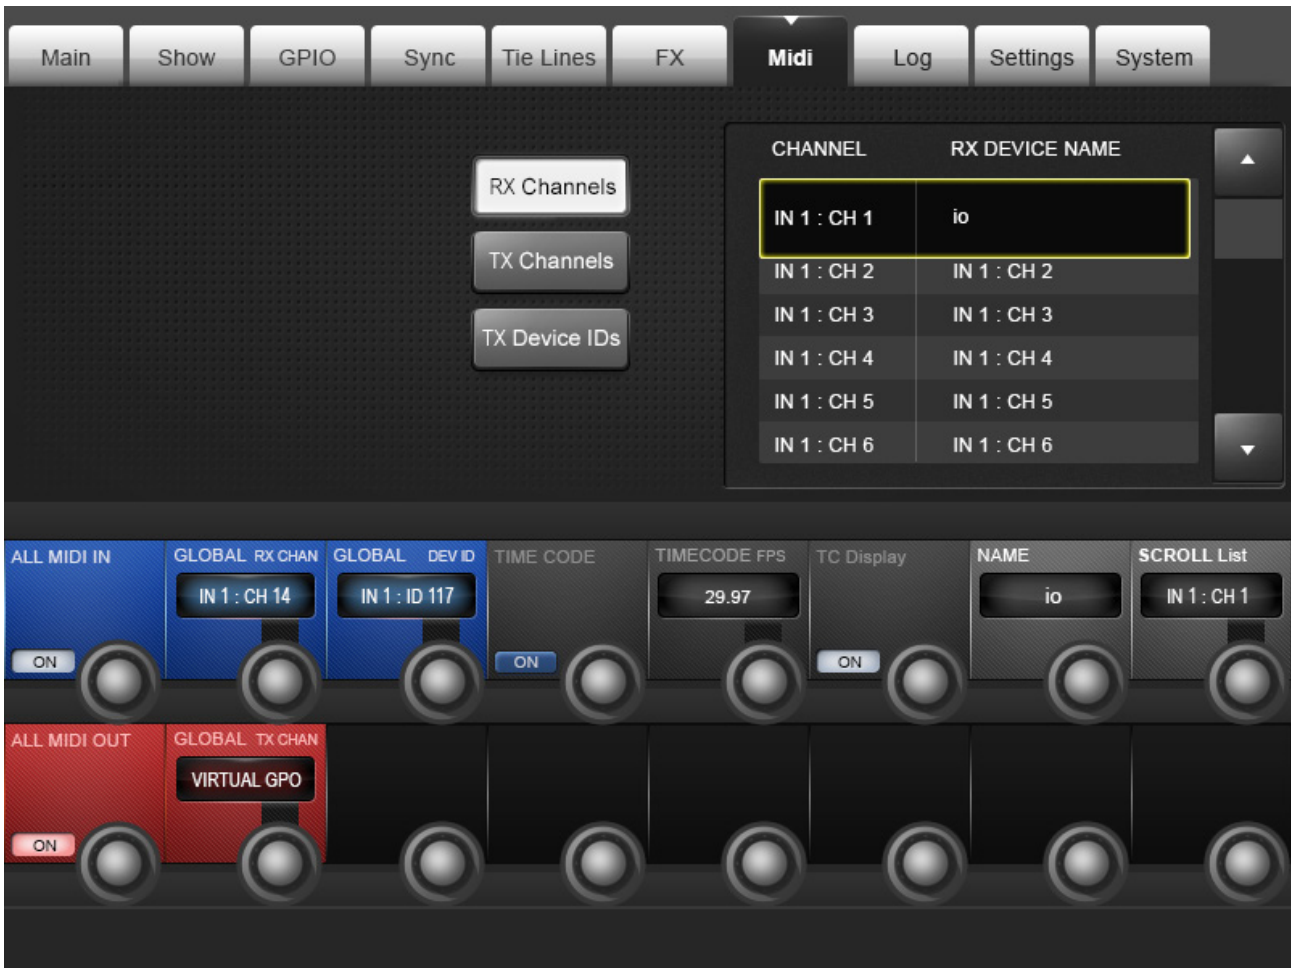 Main Show GPIO Sync Tie Lines FX Midi Log Settings System
CHANNEL RX DEVICE NAME
RX Channels
IN 1 : CH 1 io
TX Channels
IN 1 : CH 2 IN 1 : CH 2
IN 1 : CH 3 IN 1 : CH 3
TX Device IDs
IN 1 : CH 4 IN 1 : CH 4
IN 1 : CH 5 IN 1 : CH 5
IN 1 : CH 6 IN 1 : CH 6
ALL MIDI IN GLOBAL RX CHAN GLOBAL DEV ID TIME CODE TIMECODE FPS TC Display NAME SCROLL List
IN 1 : CH 14 IN 1 : ID 117 29.97 io IN 1 : CH 1
ON ON ON
ALL MIDI OUT GLOBAL TX CHAN
VIRTUAL GPO
ON